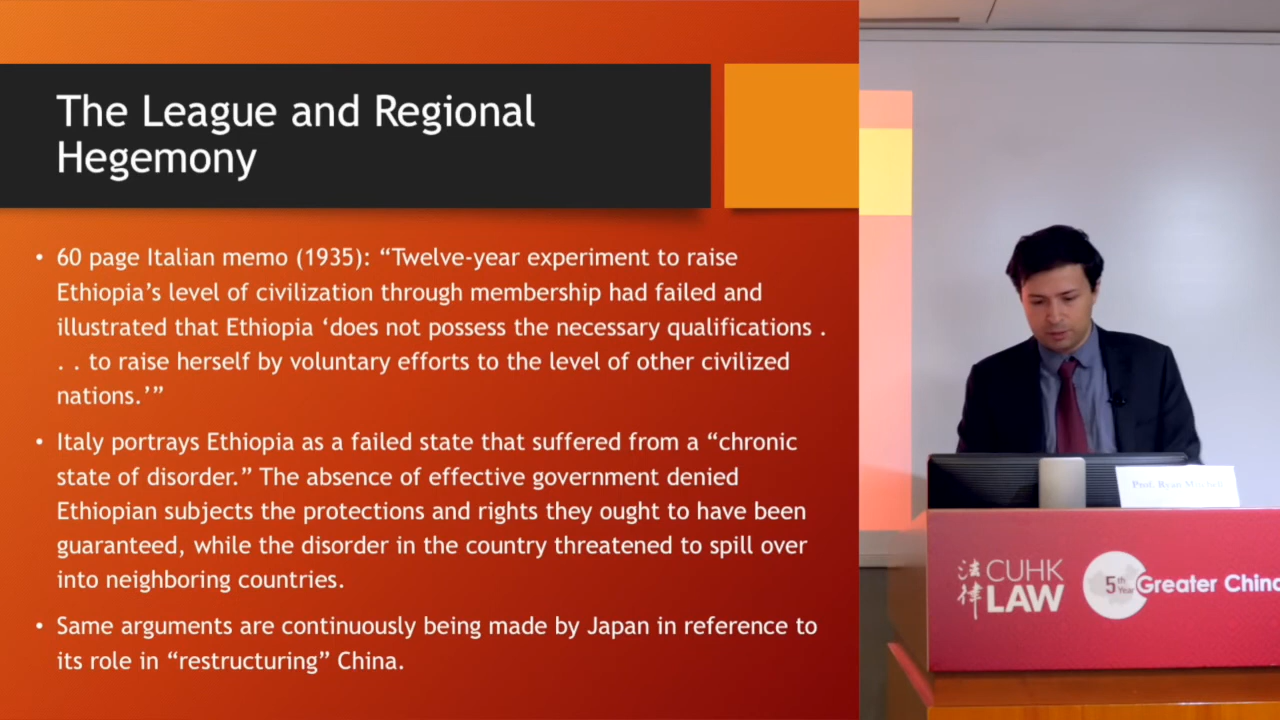 The League and Regional
Hegemony
• 60 page Italian memo (1935): “Twelve-year experiment to raise
Ethiopia’s level of civilization through membership had failed and
illustrated that Ethiopia ‘does not possess the necessary qualifications .
. . to raise herself by voluntary efforts to the level of other civilized
nations.’”
• Italy portrays Ethiopia as a failed state that suffered from a “chronic
state of disorder.” The absence of effective government denied
Ethiopian subjects the protections and rights they ought to have been
guaranteed, while the disorder in the country threatened to spill over
into neighboring countries.
• Same arguments are continuously being made by Japan in reference to
its role in “restructuring” China.
Prof. Ryan Mitchell
法律 CUHK
LAW
5th Year Greater China